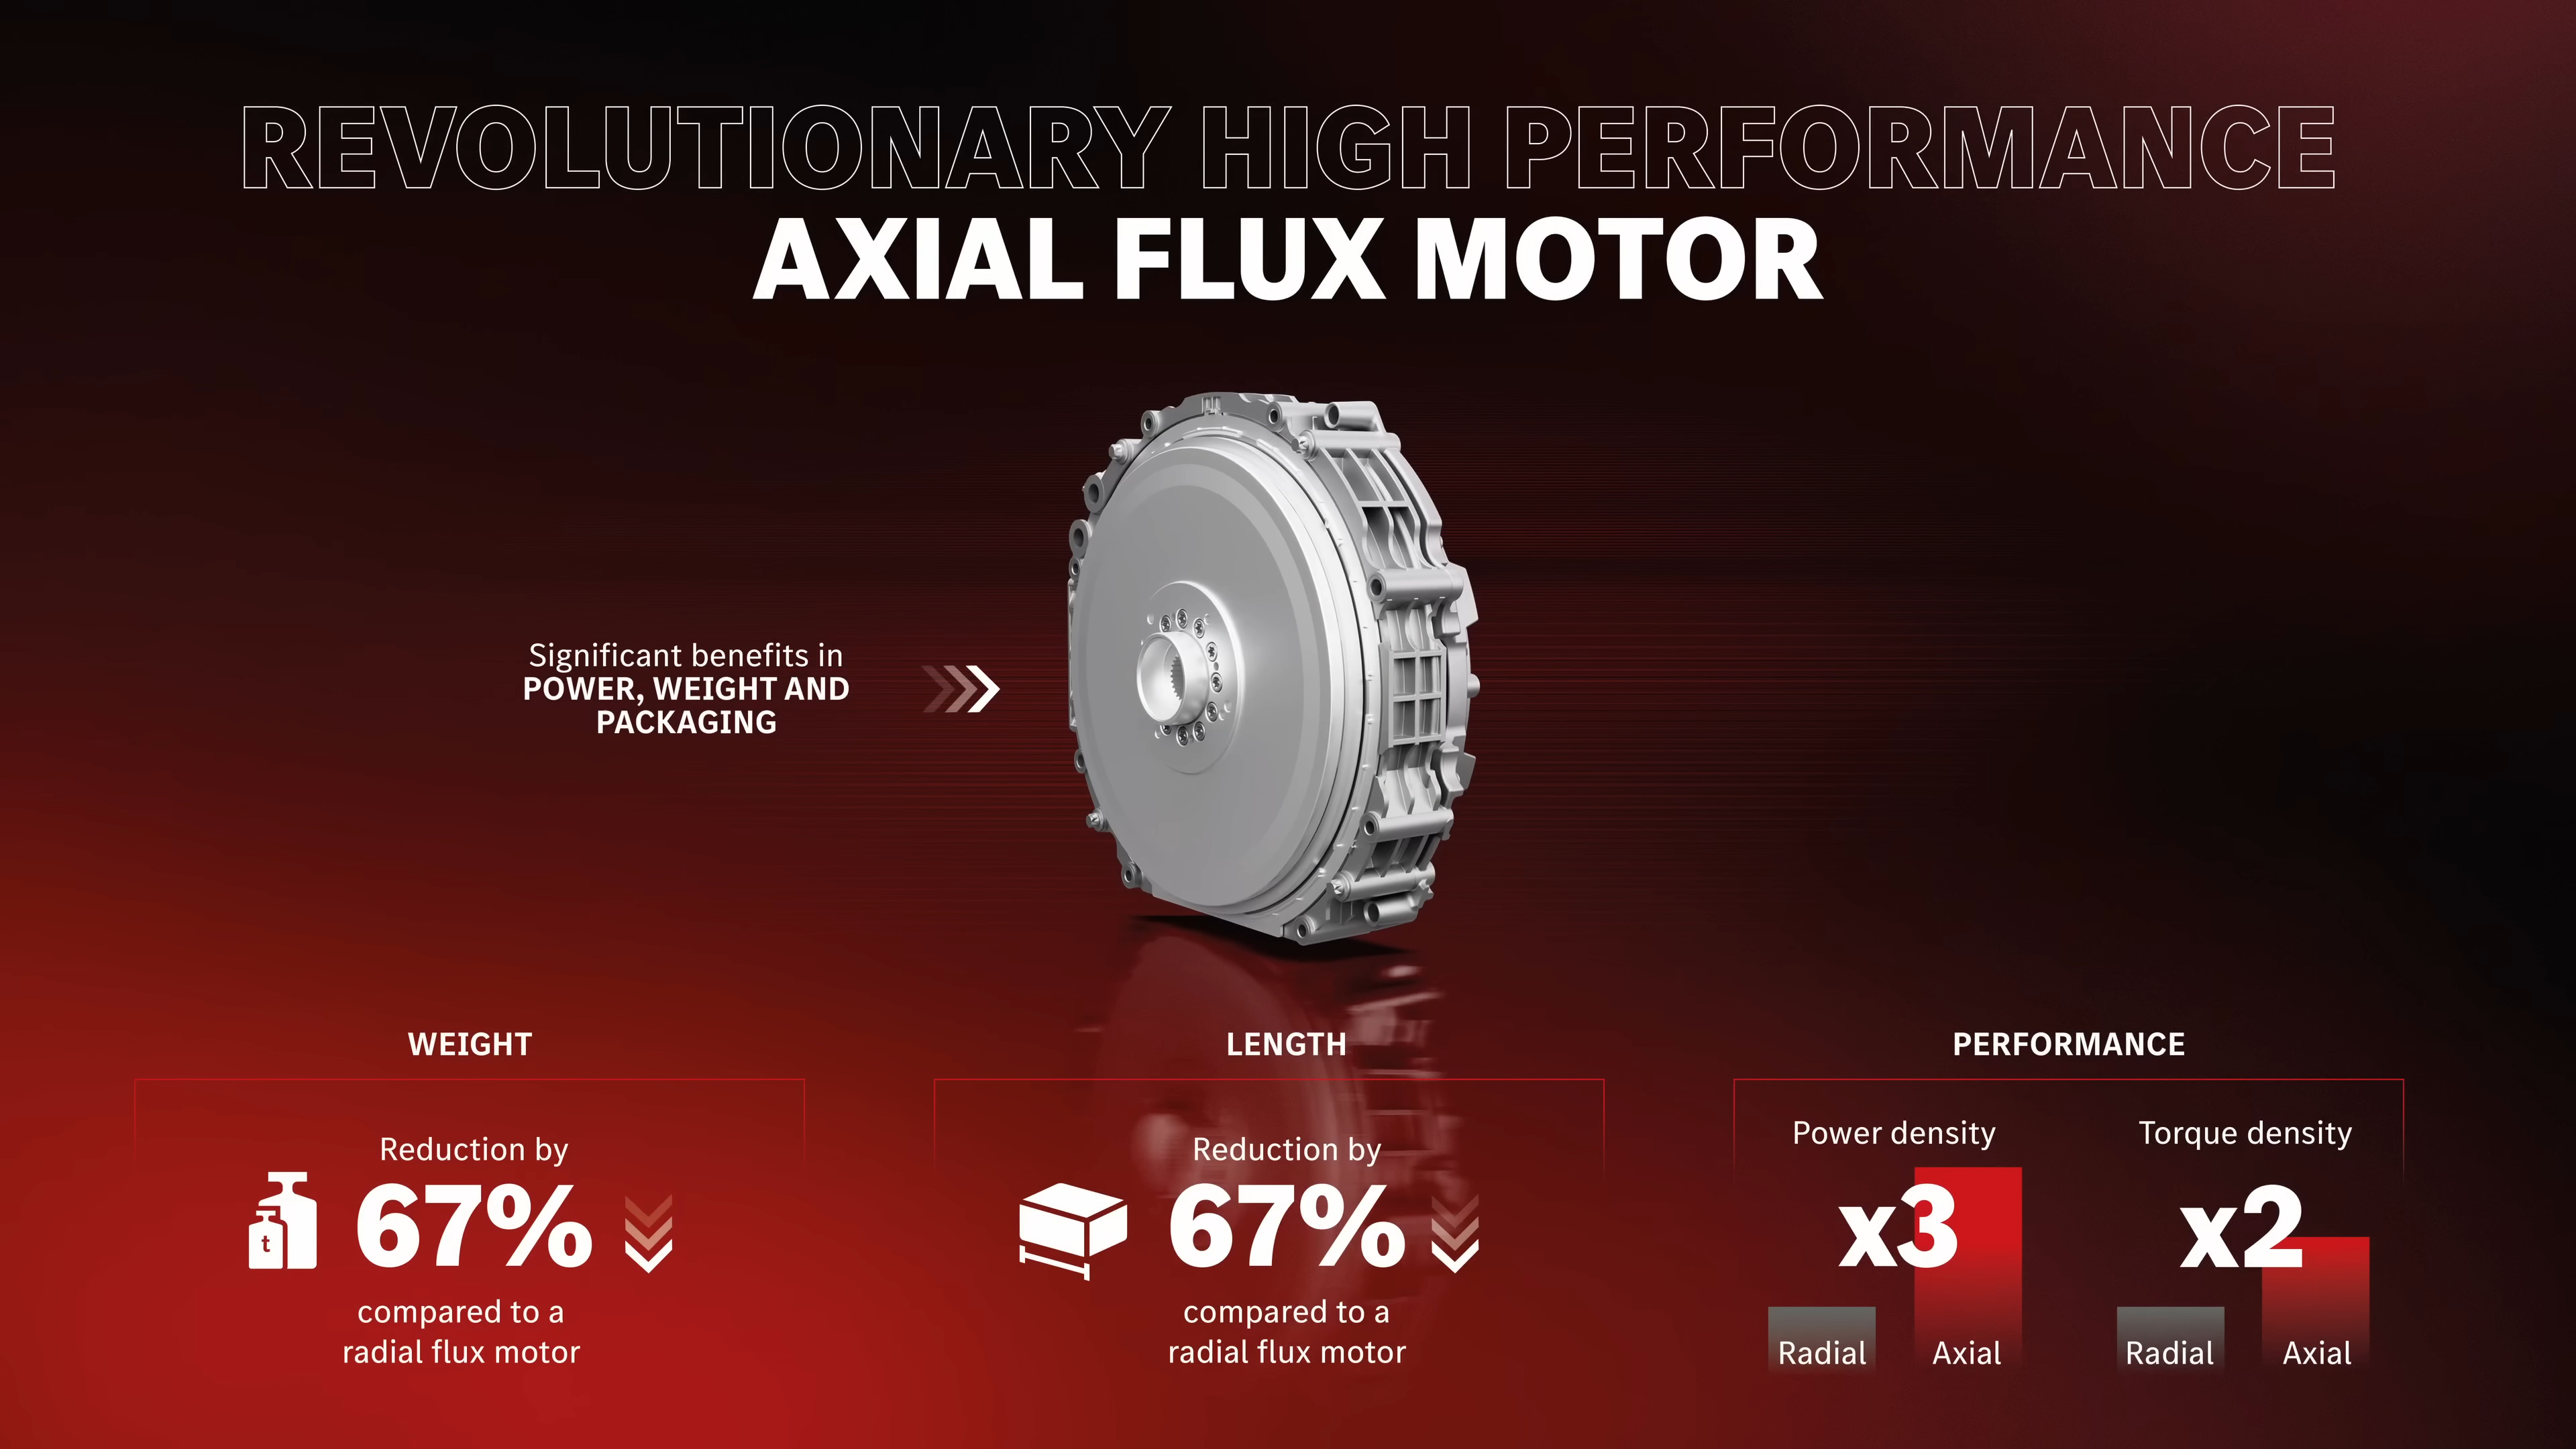 REVOLUTIONARY HIGH PERFORMANCE
AXIAL FLUX MOTOR
Significant benefits in
POWER, WEIGHT AND
PACKAGING
WEIGHT
Reduction by
t
67%
compared to a
radial flux motor
LENGTH
Reduction by
67%
compared to a
radial flux motor
PERFORMANCE
Power density
x3
Radial
Axial
Torque density
x2
Radial
Axial